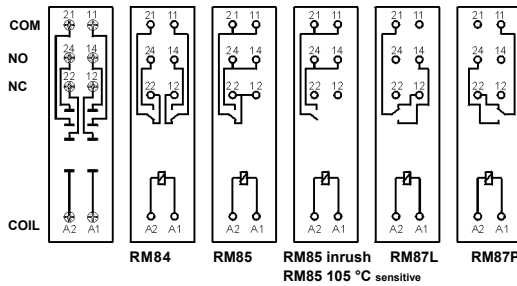 21 11 21 11 21 11 21 11 21 11 21 11
COM
24 14 24 14 24 14 24 14 24 14 24 14
NO
22 12 22 12 22 12 22 12 22 12 22 12
NC
COIL
A2 A1 A2 A1 A2 A1 A2 A1 A2 A1 A2 A1
RM84 RM85 RM85 inrush RM87L RM87P
RM85 105 °C sensitive